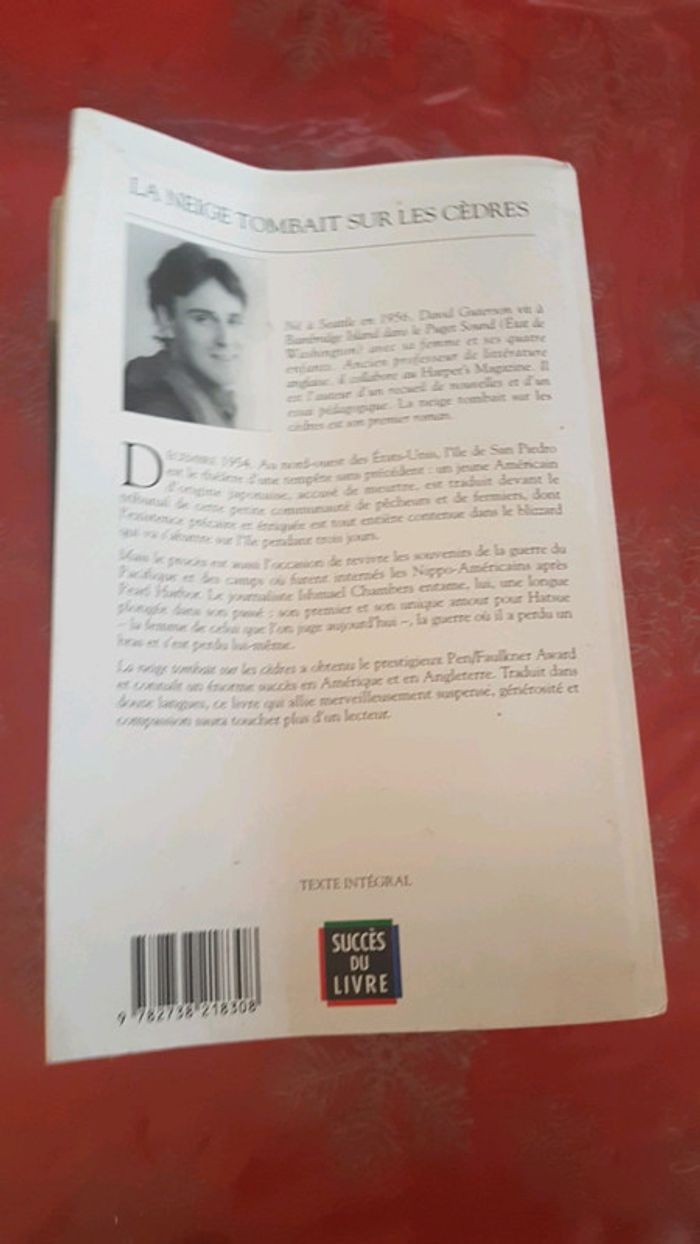 LA NEIGE TOMBAIT SUR LES CÈDRES
Né à Seattle en 1956, David Guterson vit à
Bainbridge Island dans le Puget Sound (État de
Washington) avec sa femme et ses quatre
enfants. Ancien professeur de littérature
anglaise, il collabore au Harper's Magazine. Il
est l'auteur d'un recueil de nouvelles et d'un
essai pédagogique. La neige tombait sur les
cèdres est son premier roman.
Décembre 1954. Au nord-ouest des États-Unis, l'île de San Piedro
est le théâtre d'une tempête sans précédent : un jeune Américain
d'origine japonaise, accusé de meurtre, est traduit devant le
tribunal de cette petite communauté de pêcheurs et de fermiers, dont
l'existence précaire et étriquée est tout entière contenue dans le blizzard
qui va s'abattre sur l'île pendant trois jours.
Mais le procès est aussi l'occasion de revivre les souvenirs de la guerre du
Pacifique et des camps où furent internés les Nippo-Américains après
Pearl Harbor. Le journaliste Ishmael Chambers entame, lui, une longue
plongée dans son passé : son premier et son unique amour pour Hatsue
– la femme de celui que l'on juge aujourd'hui –, la guerre où il a perdu un
bras et s'est perdu lui-même.
La neige tombait sur les cèdres a obtenu le prestigieux Pen/Faulkner Award
et connaît un énorme succès en Amérique et en Angleterre. Traduit dans
douze langues, ce livre qui allie merveilleusement suspense, générosité et
compassion saura toucher plus d'un lecteur.
TEXTE INTÉGRAL
SUCCÈS
DU
LIVRE
9 782738 218308